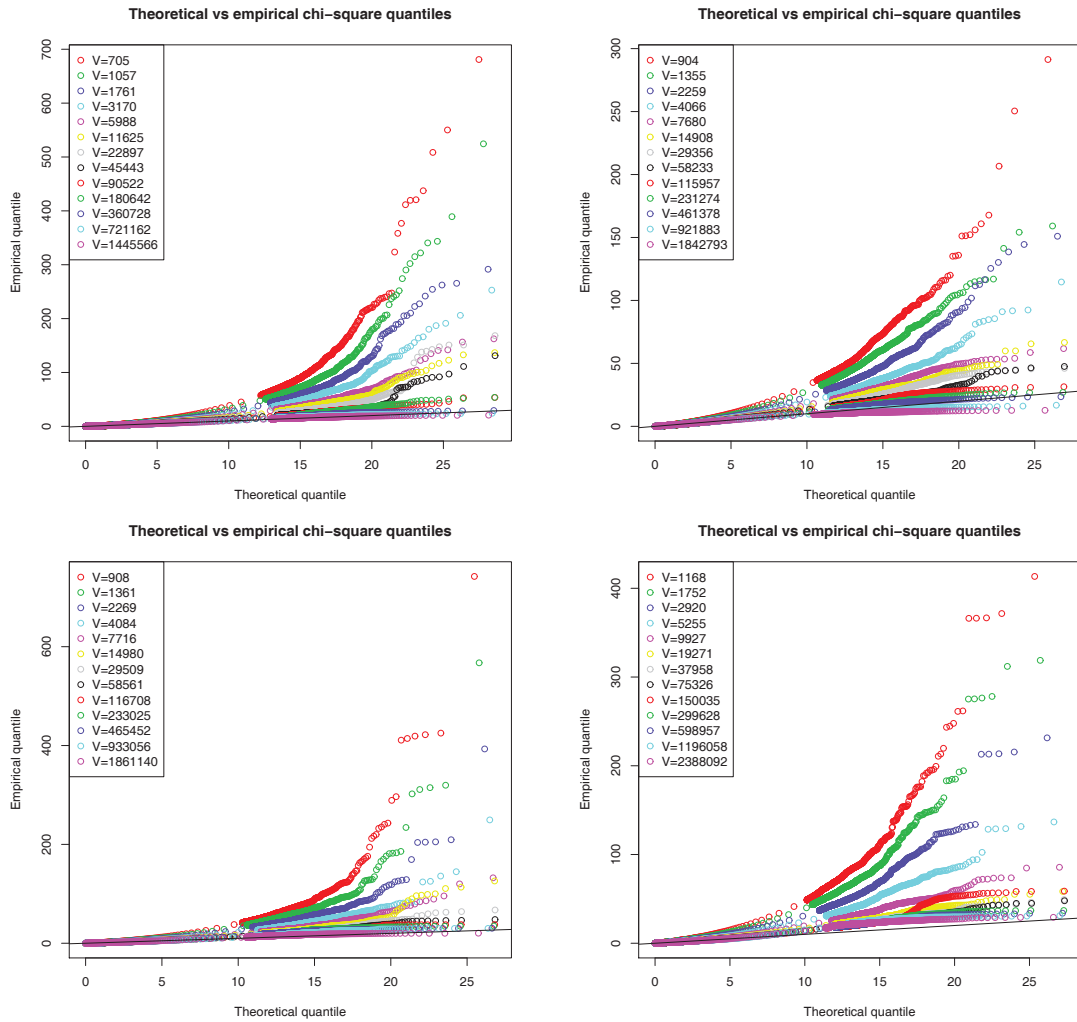 Theoretical vs empirical chi−square quantiles
700
600
500
400
300
200
100
0
Empirical quantile
V=705
V=1057
V=1761
V=3170
V=5988
V=11625
V=22897
V=45443
V=90522
V=180642
V=360728
V=721162
V=1445566
0 5 10 15 20 25
Theoretical quantile
Theoretical vs empirical chi−square quantiles
300
250
200
150
100
50
0
Empirical quantile
V=904
V=1355
V=2259
V=4066
V=7680
V=14908
V=29356
V=58233
V=115957
V=231274
V=461378
V=921883
V=1842793
0 5 10 15 20 25
Theoretical quantile
Theoretical vs empirical chi−square quantiles
600
400
200
0
Empirical quantile
V=908
V=1361
V=2269
V=4084
V=7716
V=14980
V=29509
V=58561
V=116708
V=233025
V=465452
V=933056
V=1861140
0 5 10 15 20 25
Theoretical quantile
Theoretical vs empirical chi−square quantiles
400
300
200
100
0
Empirical quantile
V=1168
V=1752
V=2920
V=5255
V=9927
V=19271
V=37958
V=75326
V=150035
V=299628
V=598957
V=1196058
V=2388092
0 5 10 15 20 25
Theoretical quantile